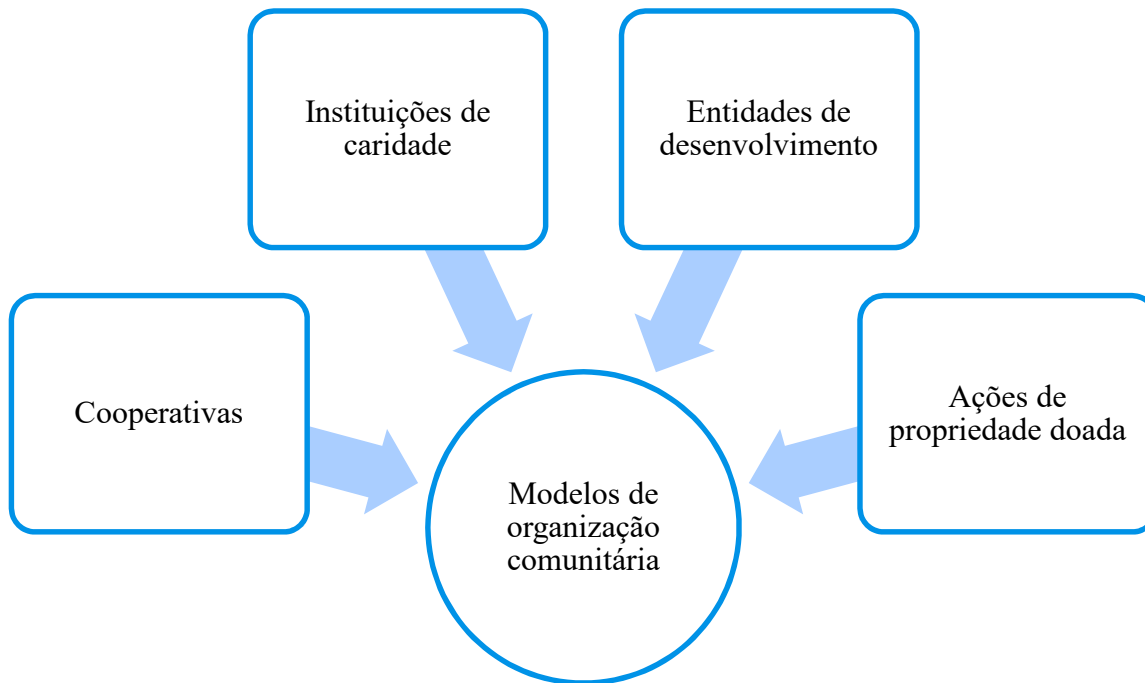 Instituições de
caridade
Entidades de
desenvolvimento
Cooperativas
Ações de
propriedade doada
Modelos de
organização
comunitária